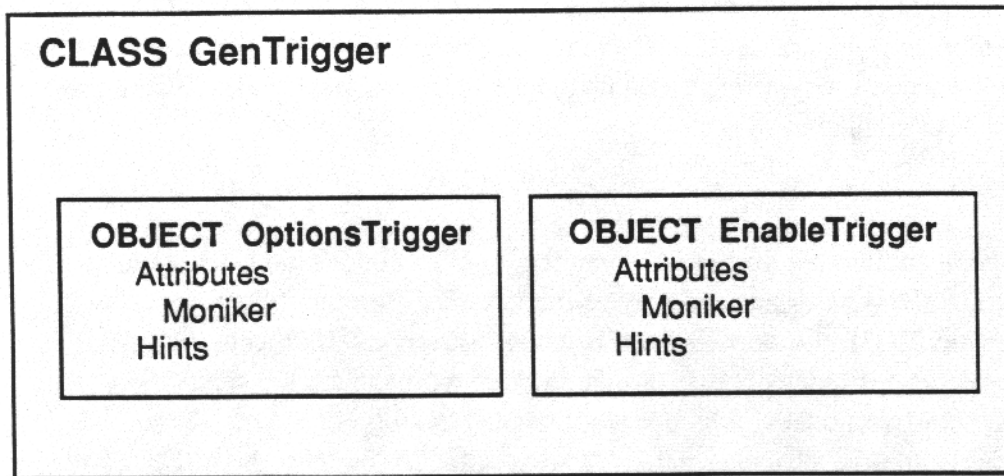 CLASS GenTrigger
OBJECT OptionsTrigger
Attributes
Moniker
Hints
OBJECT EnableTrigger
Attributes
Moniker
Hints